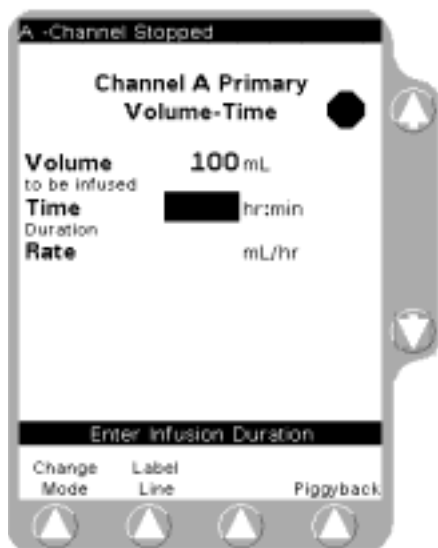 A -Channel Stopped
Channel A Primary
Volume-Time
Volume 100 mL
to be infused
Time hr:min
Duration
Rate mL/hr
Enter Infusion Duration
Change Label
Mode Line Piggyback